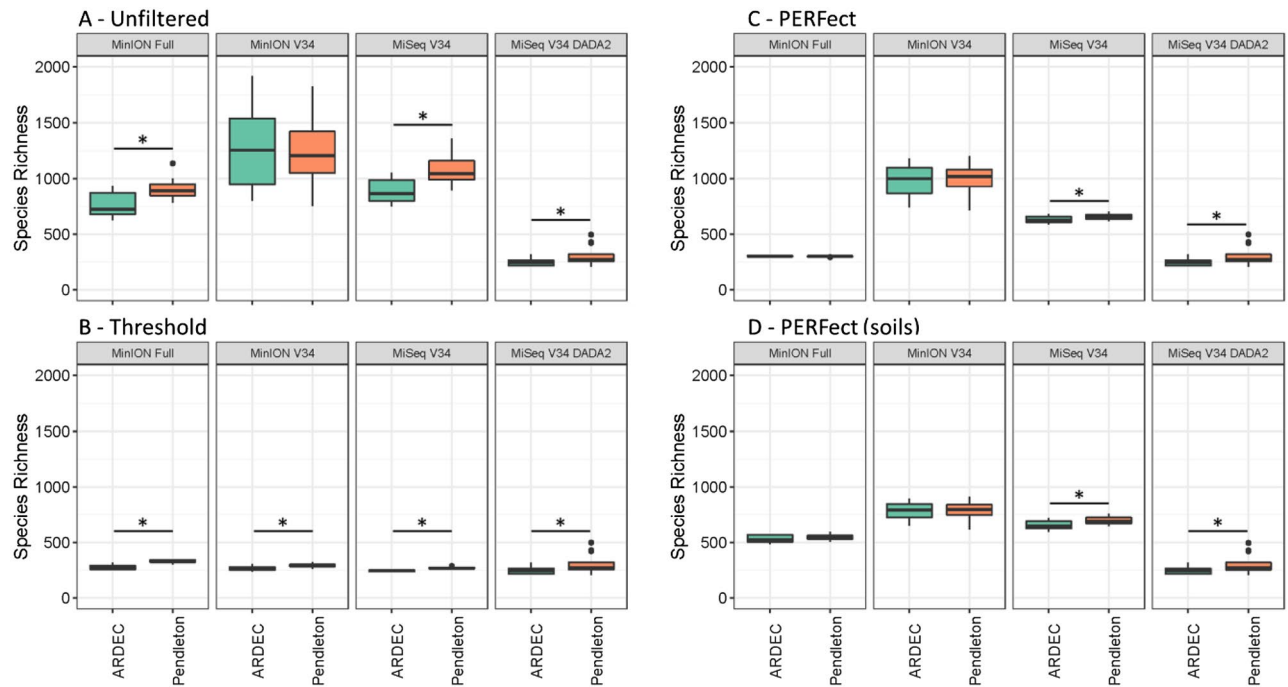 A - Unfiltered
MinION Full
MinION V34
MiSeq V34
MiSeq V34 DADA2
Species Richness
2000
1500
1000
500
0
*
*
*
B - Threshold
MinION Full
MinION V34
MiSeq V34
MiSeq V34 DADA2
Species Richness
2000
1500
1000
500
0
*
*
*
*
ARDEC
Pendleton
ARDEC
Pendleton
ARDEC
Pendleton
ARDEC
Pendleton
C - PERFect
MinION Full
MinION V34
MiSeq V34
MiSeq V34 DADA2
Species Richness
2000
1500
1000
500
0
*
*
D - PERFect (soils)
MinION Full
MinION V34
MiSeq V34
MiSeq V34 DADA2
Species Richness
2000
1500
1000
500
0
*
*
ARDEC
Pendleton
ARDEC
Pendleton
ARDEC
Pendleton
ARDEC
Pendleton